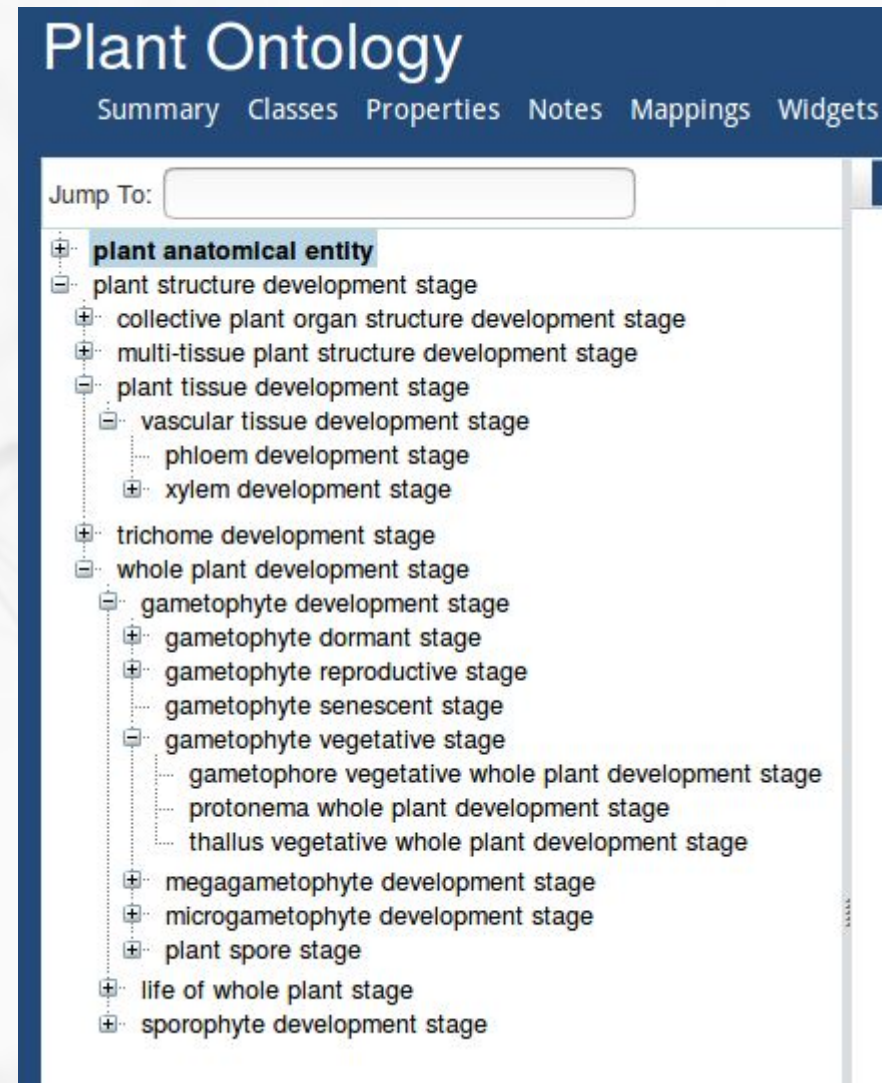 Plant Ontology
Summary Classes Properties Notes Mappings Widgets
Jump To:
plant anatomical entity
plant structure development stage
collective plant organ structure development stage
multi-tissue plant structure development stage
plant tissue development stage
vascular tissue development stage
phloem development stage
xylem development stage
trichome development stage
whole plant development stage
gametophyte development stage
gametophyte dormant stage
gametophyte reproductive stage
gametophyte senescent stage
gametophyte vegetative stage
gametophore vegetative whole plant development stage
protonema whole plant development stage
thallus vegetative whole plant development stage
megagametophyte development stage
microgametophyte development stage
plant spore stage
life of whole plant stage
sporophyte development stage